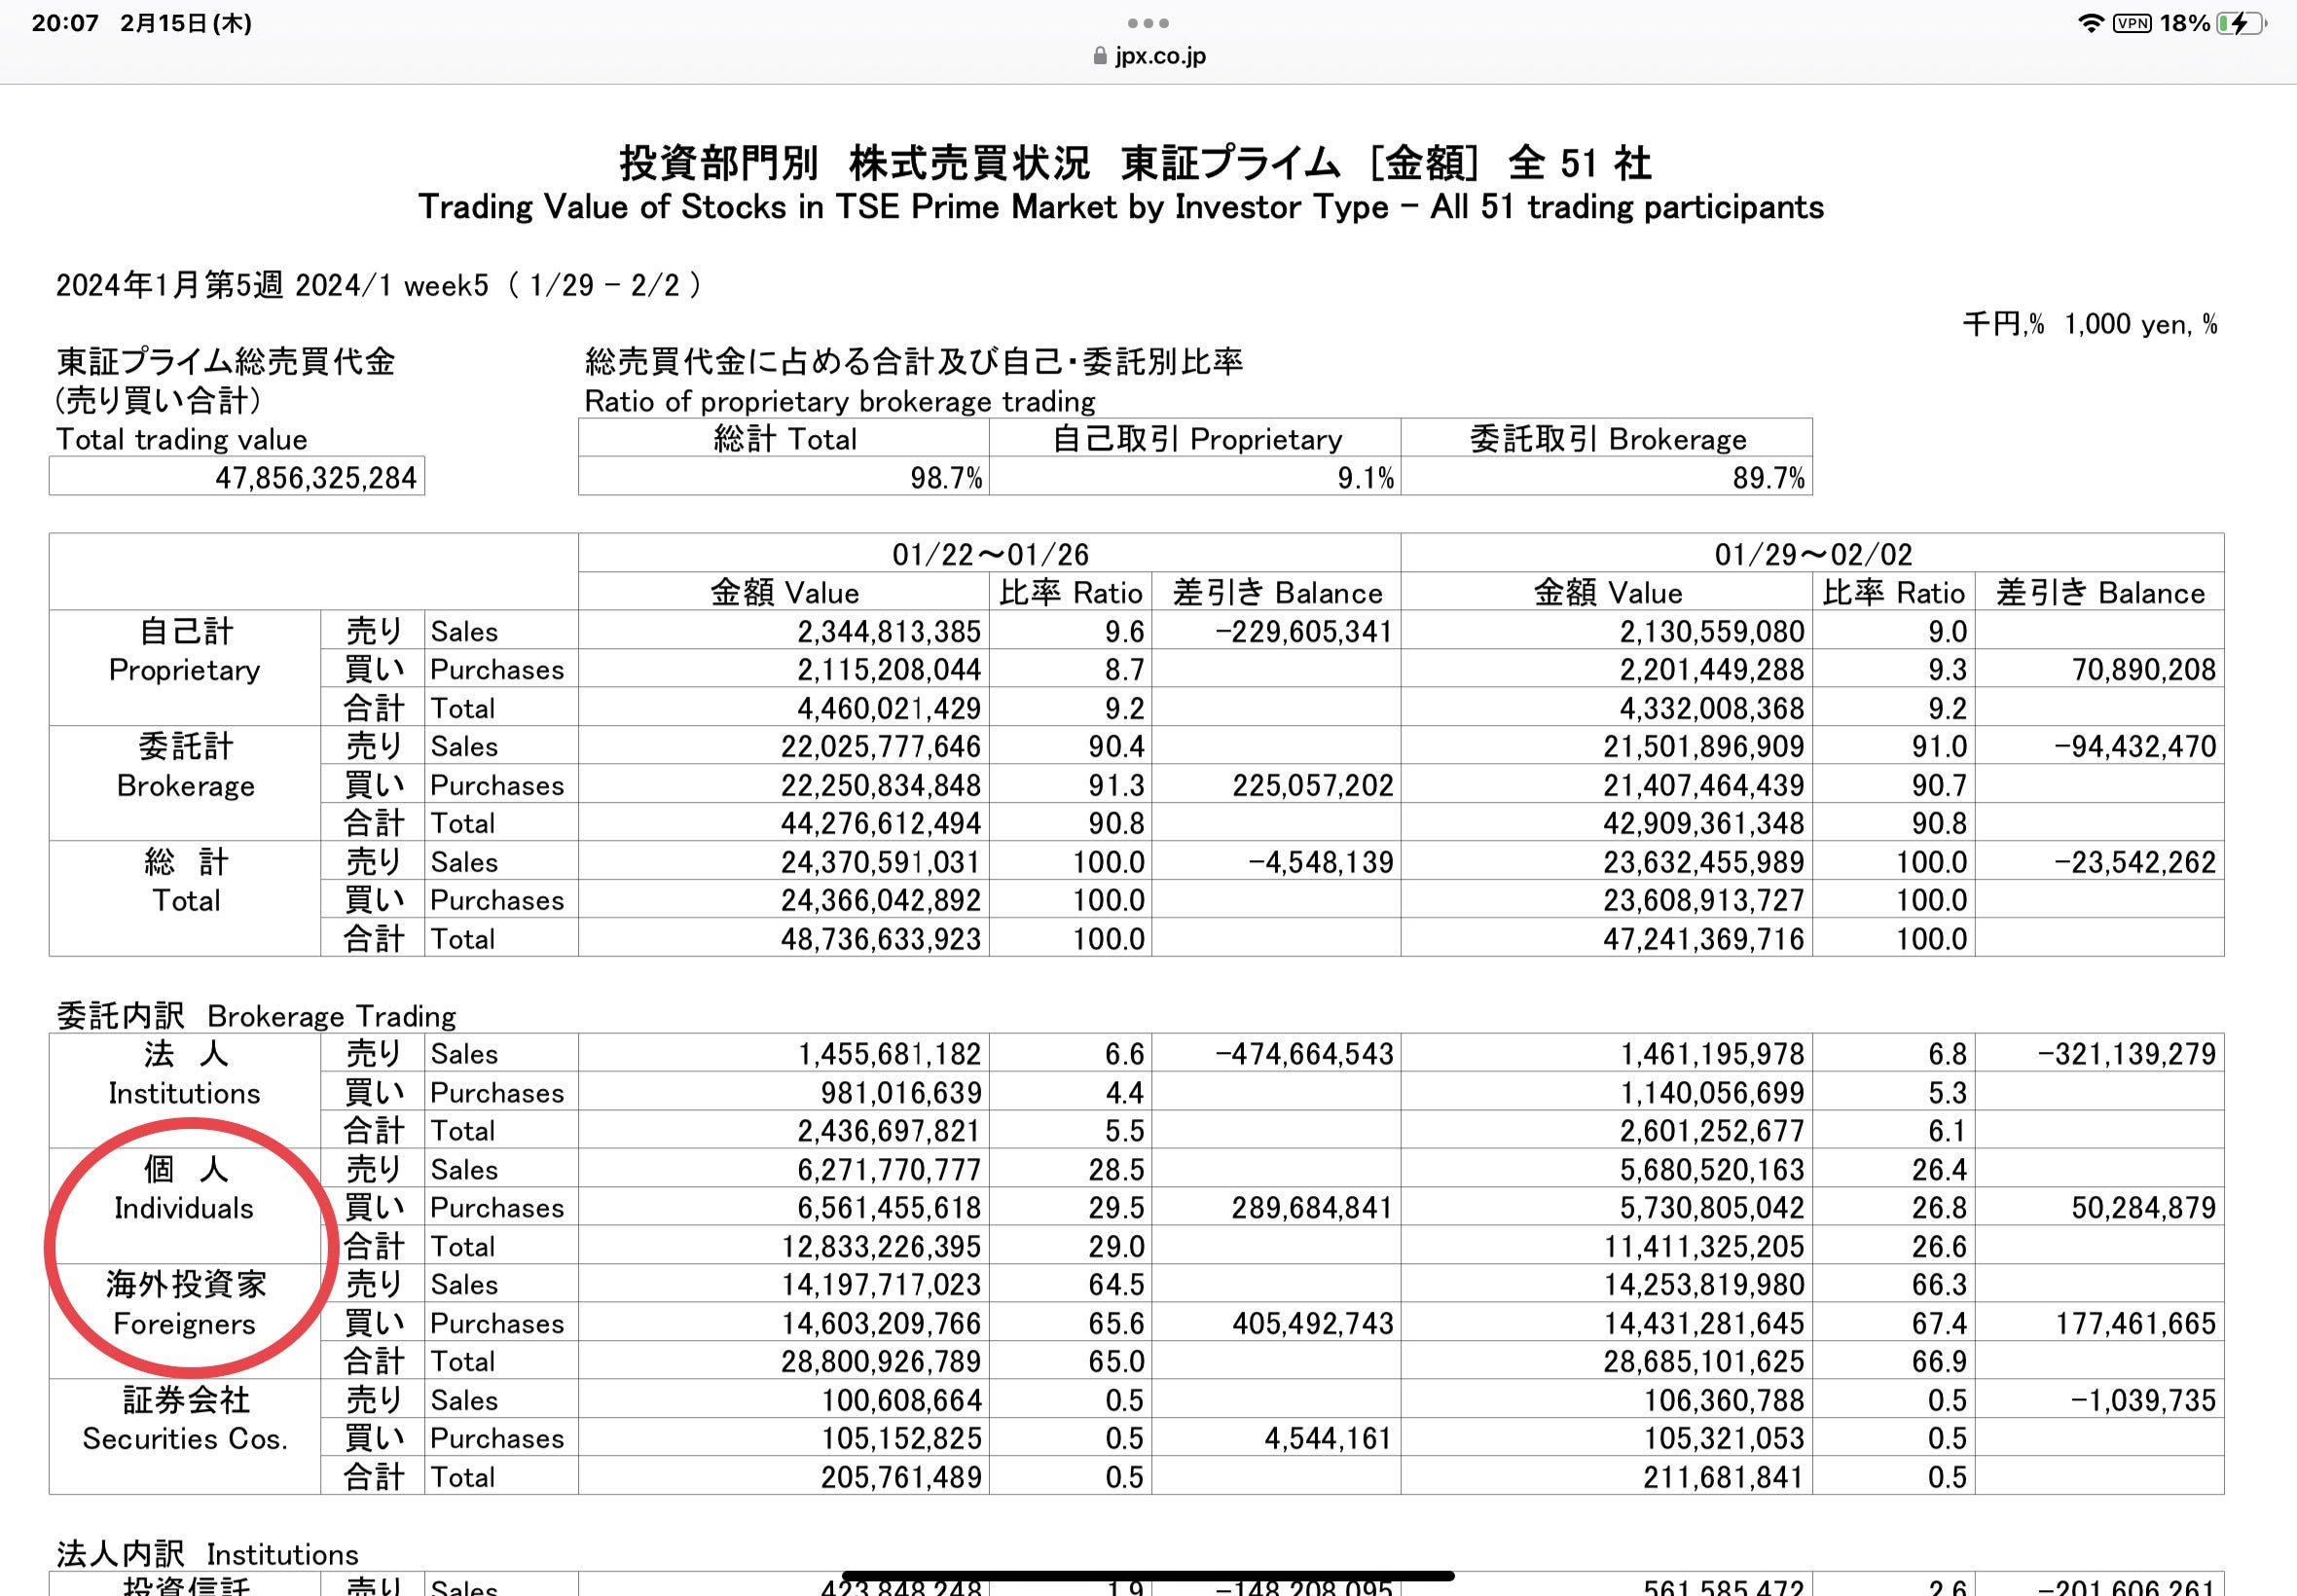 20:07 2月15日(木)
VPN 18%
jpx.co.jp
投資部門別 株式売買状況 東証プライム [金額] 全 51 社
Trading Value of Stocks in TSE Prime Market by Investor Type - All 51 trading participants
2024年1月第5週 2024/1 week5 ( 1/29 - 2/2 )
千円,% 1,000 yen, %
東証プライム総売買代金
(売り買い合計)
Total trading value
47,856,325,284
総売買代金に占める合計及び自己・委託別比率
Ratio of proprietary brokerage trading
総計 Total 自己取引 Proprietary 委託取引 Brokerage
98.7% 9.1% 89.7%
01/22～01/26 01/29～02/02
金額 Value 比率 Ratio 差引き Balance 金額 Value 比率 Ratio 差引き Balance
自己計 売り Sales 2,344,813,385 9.6 -229,605,341 2,130,559,080 9.0
Proprietary 買い Purchases 2,115,208,044 8.7 2,201,449,288 9.3 70,890,208
合計 Total 4,460,021,429 9.2 4,332,008,368 9.2
委託計 売り Sales 22,025,777,646 90.4 21,501,896,909 91.0 -94,432,470
Brokerage 買い Purchases 22,250,834,848 91.3 225,057,202 21,407,464,439 90.7
合計 Total 44,276,612,494 90.8 42,909,361,348 90.8
総 計 売り Sales 24,370,591,031 100.0 -4,548,139 23,632,455,989 100.0 -23,542,262
Total 買い Purchases 24,366,042,892 100.0 23,608,913,727 100.0
合計 Total 48,736,633,923 100.0 47,241,369,716 100.0
委託内訳 Brokerage Trading
法 人 売り Sales 1,455,681,182 6.6 -474,664,543 1,461,195,978 6.8 -321,139,279
Institutions 買い Purchases 981,016,639 4.4 1,140,056,699 5.3
合計 Total 2,436,697,821 5.5 2,601,252,677 6.1
個 人 売り Sales 6,271,770,777 28.5 5,680,520,163 26.4
Individuals 買い Purchases 6,561,455,618 29.5 289,684,841 5,730,805,042 26.8 50,284,879
合計 Total 12,833,226,395 29.0 11,411,325,205 26.6
海外投資家 売り Sales 14,197,717,023 64.5 14,253,819,980 66.3
Foreigners 買い Purchases 14,603,209,766 65.6 405,492,743 14,431,281,645 67.4 177,461,665
合計 Total 28,800,926,789 65.0 28,685,101,625 66.9
証券会社 売り Sales 100,608,664 0.5 106,360,788 0.5 -1,039,735
Securities Cos. 買い Purchases 105,152,825 0.5 4,544,161 105,321,053 0.5
合計 Total 205,761,489 0.5 211,681,841 0.5
法人内訳 Institutions
投資信託 売り Sales 423,848,248 1.9 -148,208,095 561,585,472 2.6 -201,606,261